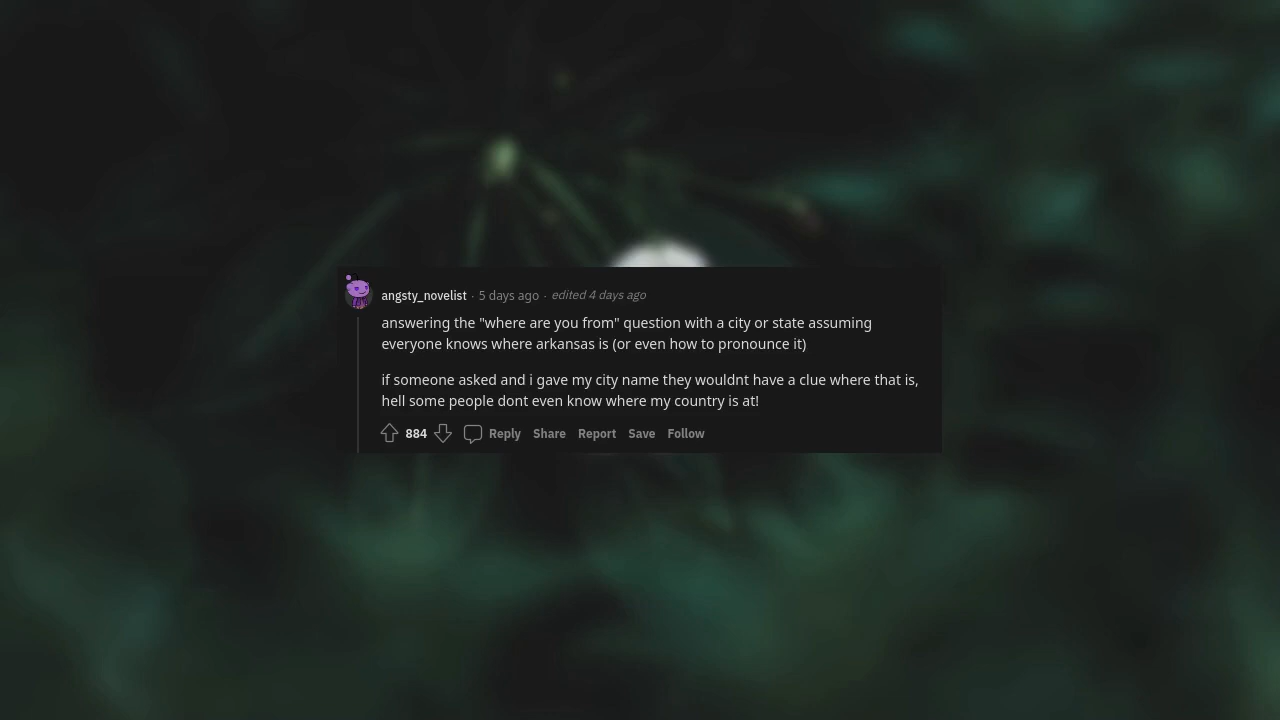 angsty_novelist · 5 days ago · edited 4 days ago
answering the "where are you from" question with a city or state assuming
everyone knows where arkansas is (or even how to pronounce it)
if someone asked and i gave my city name they wouldnt have a clue where that is,
hell some people dont even know where my country is at!
884 Reply Share Report Save Follow